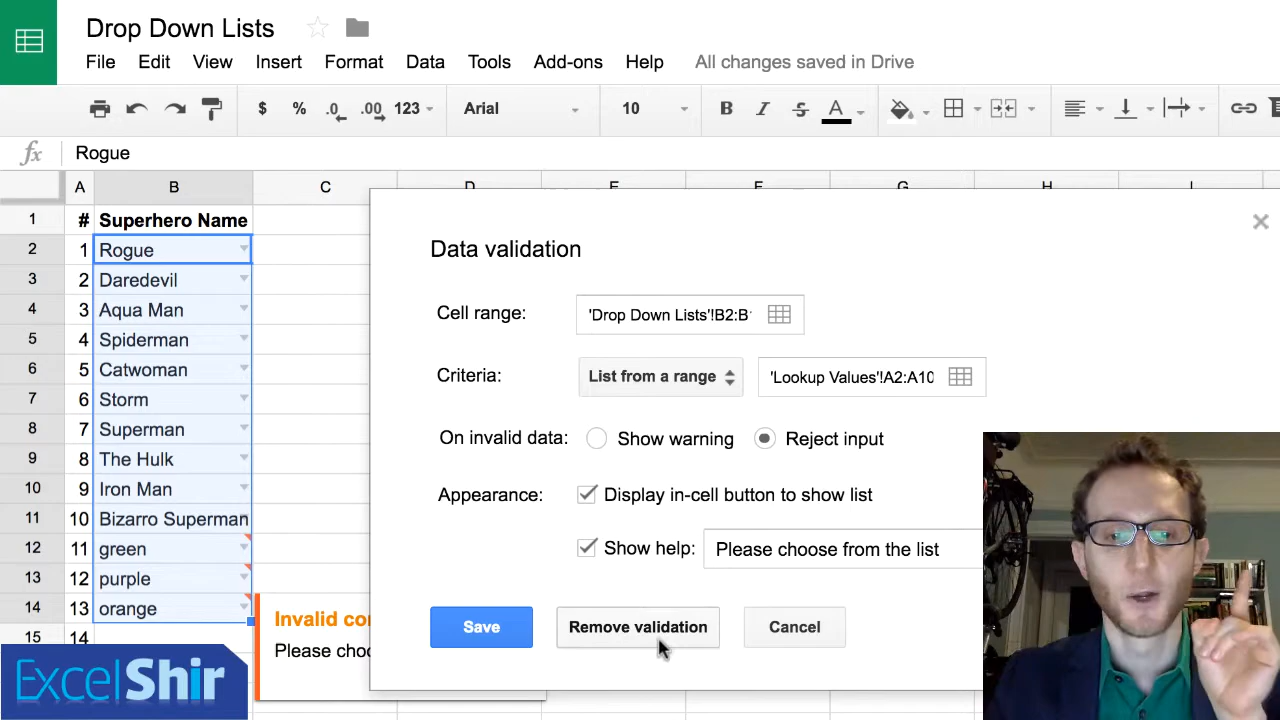 Drop Down Lists
File Edit View Insert Format Data Tools Add-ons Help All changes saved in Drive
$ % .0 .00 123 Arial 10 B I S A
fx Rogue
A B C D E F G H I
1 # Superhero Name
2 1 Rogue
3 2 Daredevil
4 3 Aqua Man
5 4 Spiderman
6 5 Catwoman
7 6 Storm
8 7 Superman
9 8 The Hulk
10 9 Iron Man
11 10 Bizarro Superman
12 11 green
13 12 purple
14 13 orange
15 14
Data validation
Cell range: 'Drop Down Lists'!B2:B
Criteria: List from a range 'Lookup Values'!A2:A10
On invalid data: Show warning Reject input
Appearance: Display in-cell button to show list
Show help: Please choose from the list
Save Remove validation Cancel
Invalid co
Please choo
ExcelShir